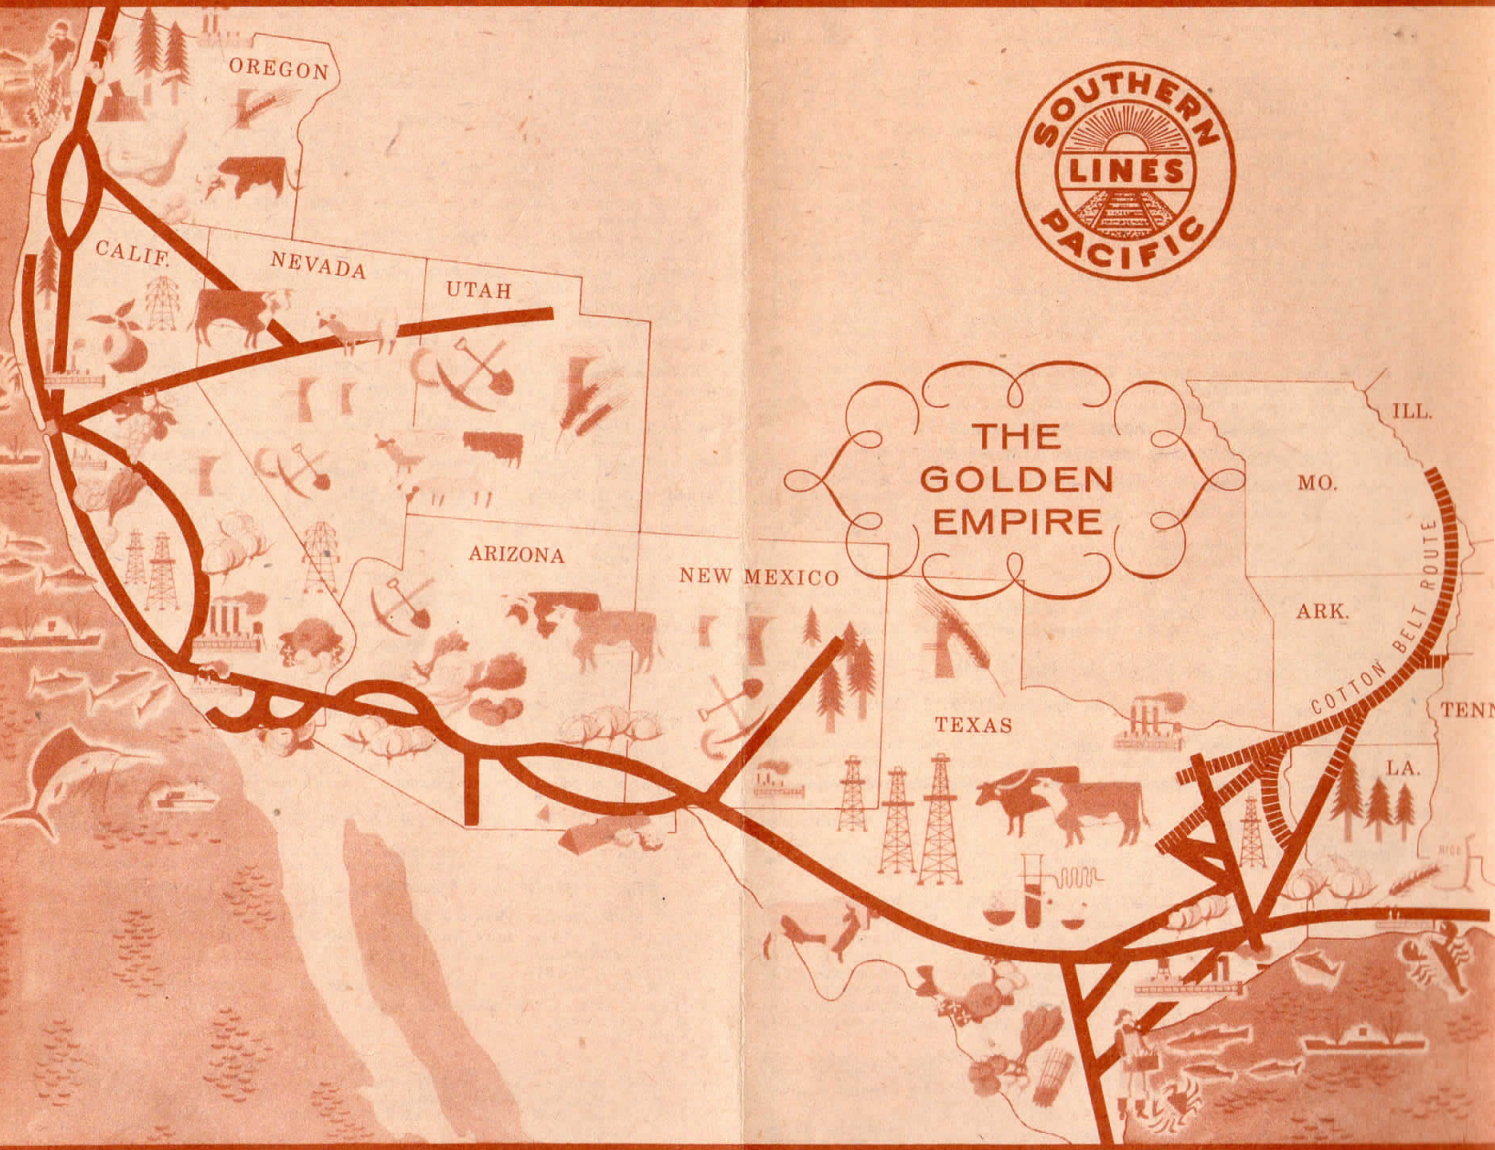 OREGON
SOUTHERN
LINES
PACIFIC
CALIF.
NEVADA
UTAH
THE
GOLDEN
EMPIRE
ILL.
MO.
ARIZONA
NEW MEXICO
ARK.
COTTON BELT ROUTE
TENN
TEXAS
LA.
RICE